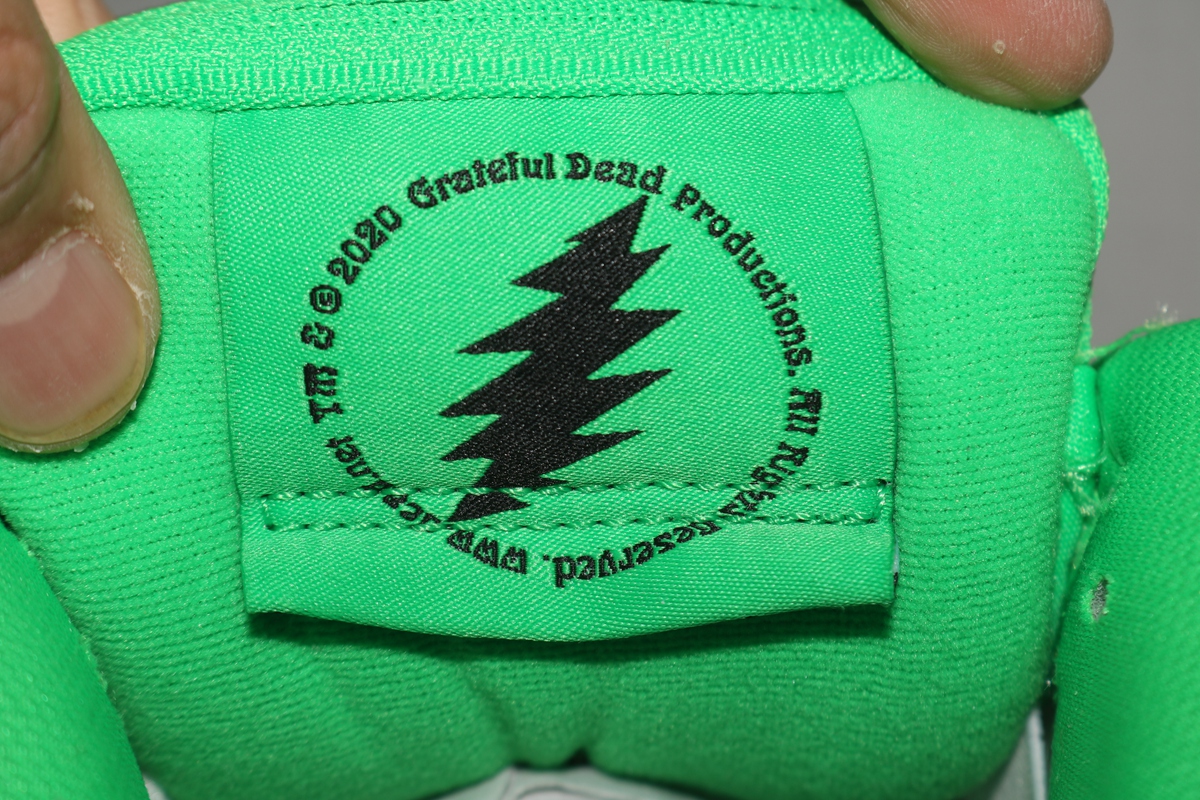 TM & © 2020 Grateful Dead Productions. All Rights Reserved. www.dead.net